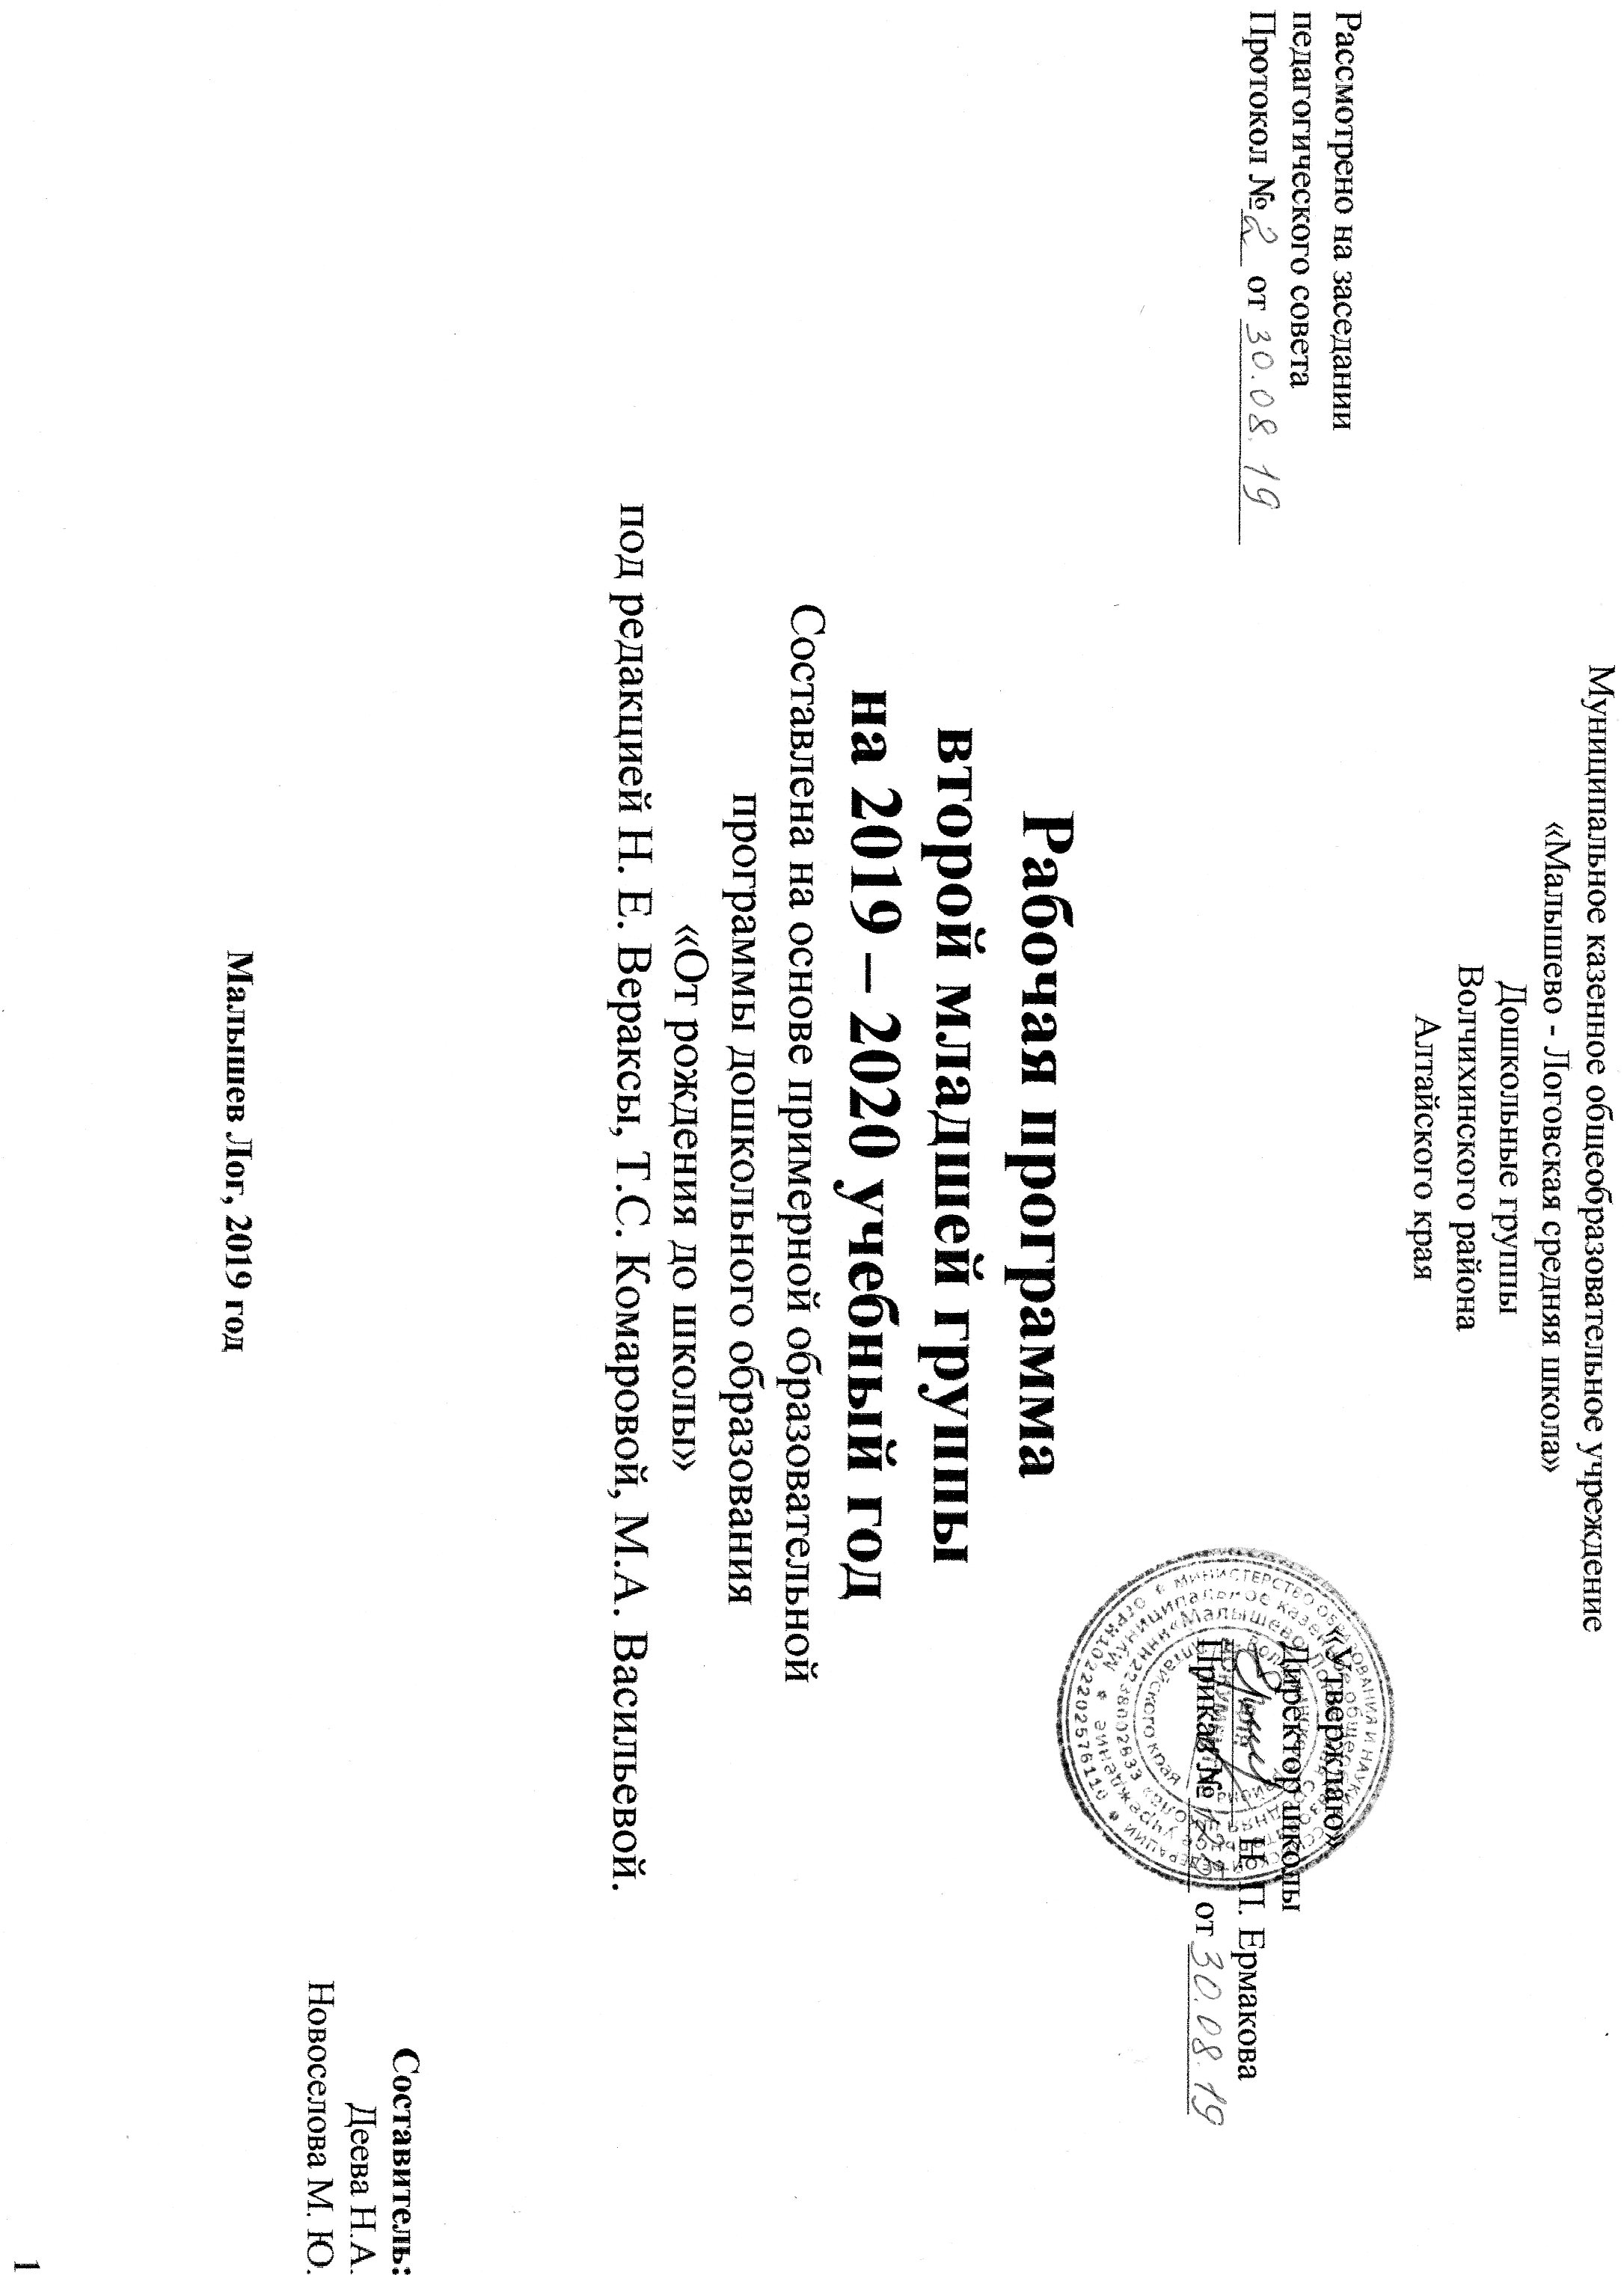 Муниципальное казенное общеобразовательное учреждение
«Малышево - Логовская средняя школа»
Дошкольные группы
Волчихинского района
Алтайского края
Рассмотрено на заседании
педагогического совета
Протокол №2 от 30.08.19
«Утверждаю»
Директор школы
Н. П. Ермакова
Приказ № от 30.08.19
Рабочая программа
второй младшей группы
на 2019 – 2020 учебный год
Составлена на основе примерной образовательной
программы дошкольного образования
«От рождения до школы»
под редакцией Н. Е. Вераксы, Т.С. Комаровой, М.А. Васильевой.
Составитель:
Деева Н.А.
Новоселова М. Ю.
Малышев Лог, 2019 год
1